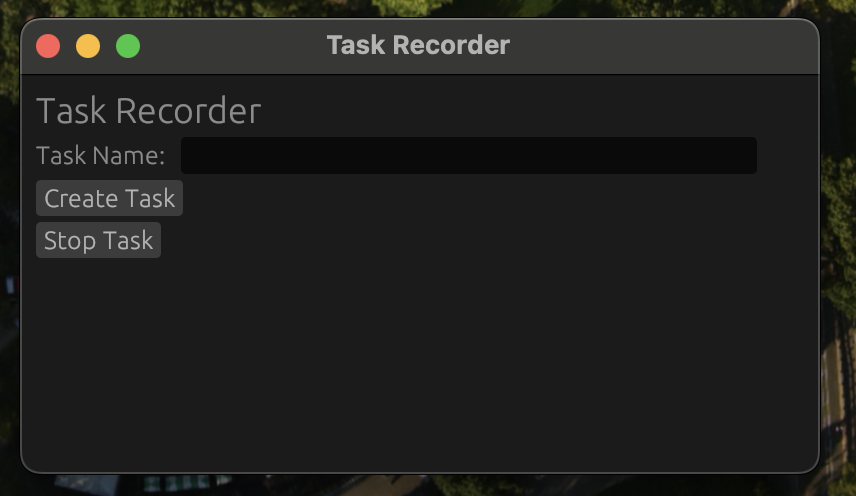 Task Recorder
Task Recorder
Task Name:
Create Task
Stop Task